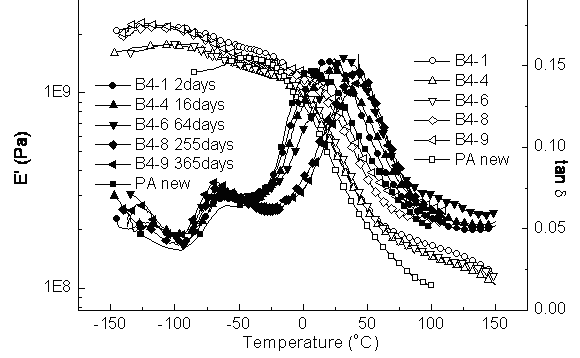 E' (Pa)
1E9
1E8
B4-1 2days
B4-4 16days
B4-6 64days
B4-8 255days
B4-9 365days
PA new
B4-1
B4-4
B4-6
B4-8
B4-9
PA new
0.15
0.10
0.05
0.00
tan δ
-150 -100 -50 0 50 100 150
Temperature (°C)